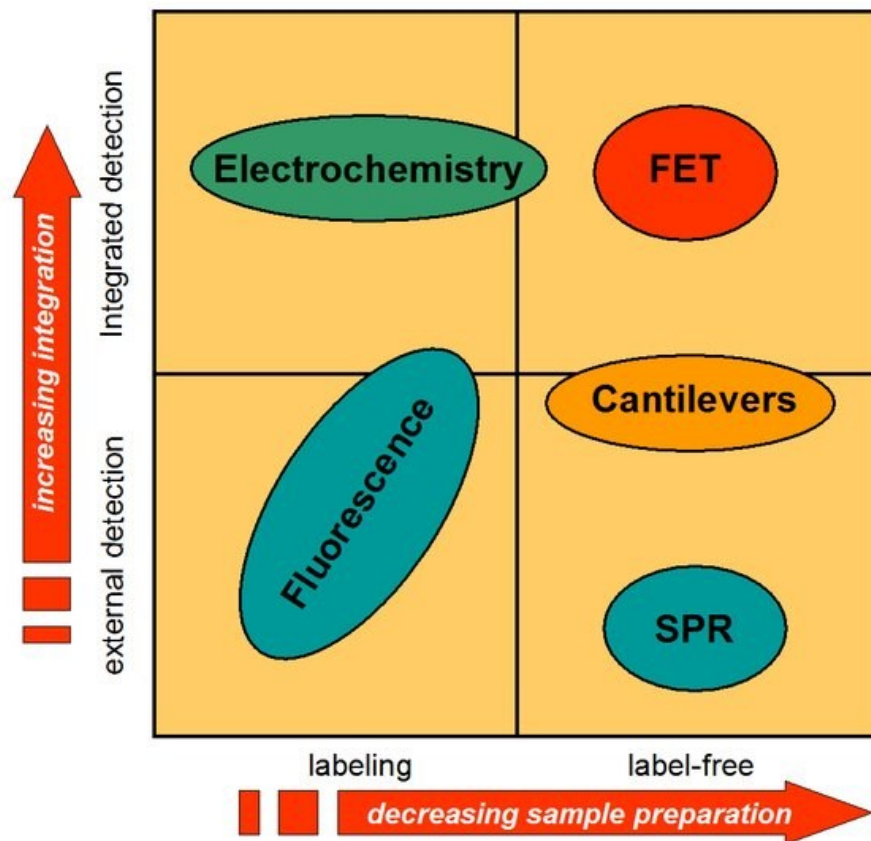 increasing integration
Integrated detection
external detection
Electrochemistry
FET
Fluorescence
Cantilevers
SPR
labeling
label-free
decreasing sample preparation